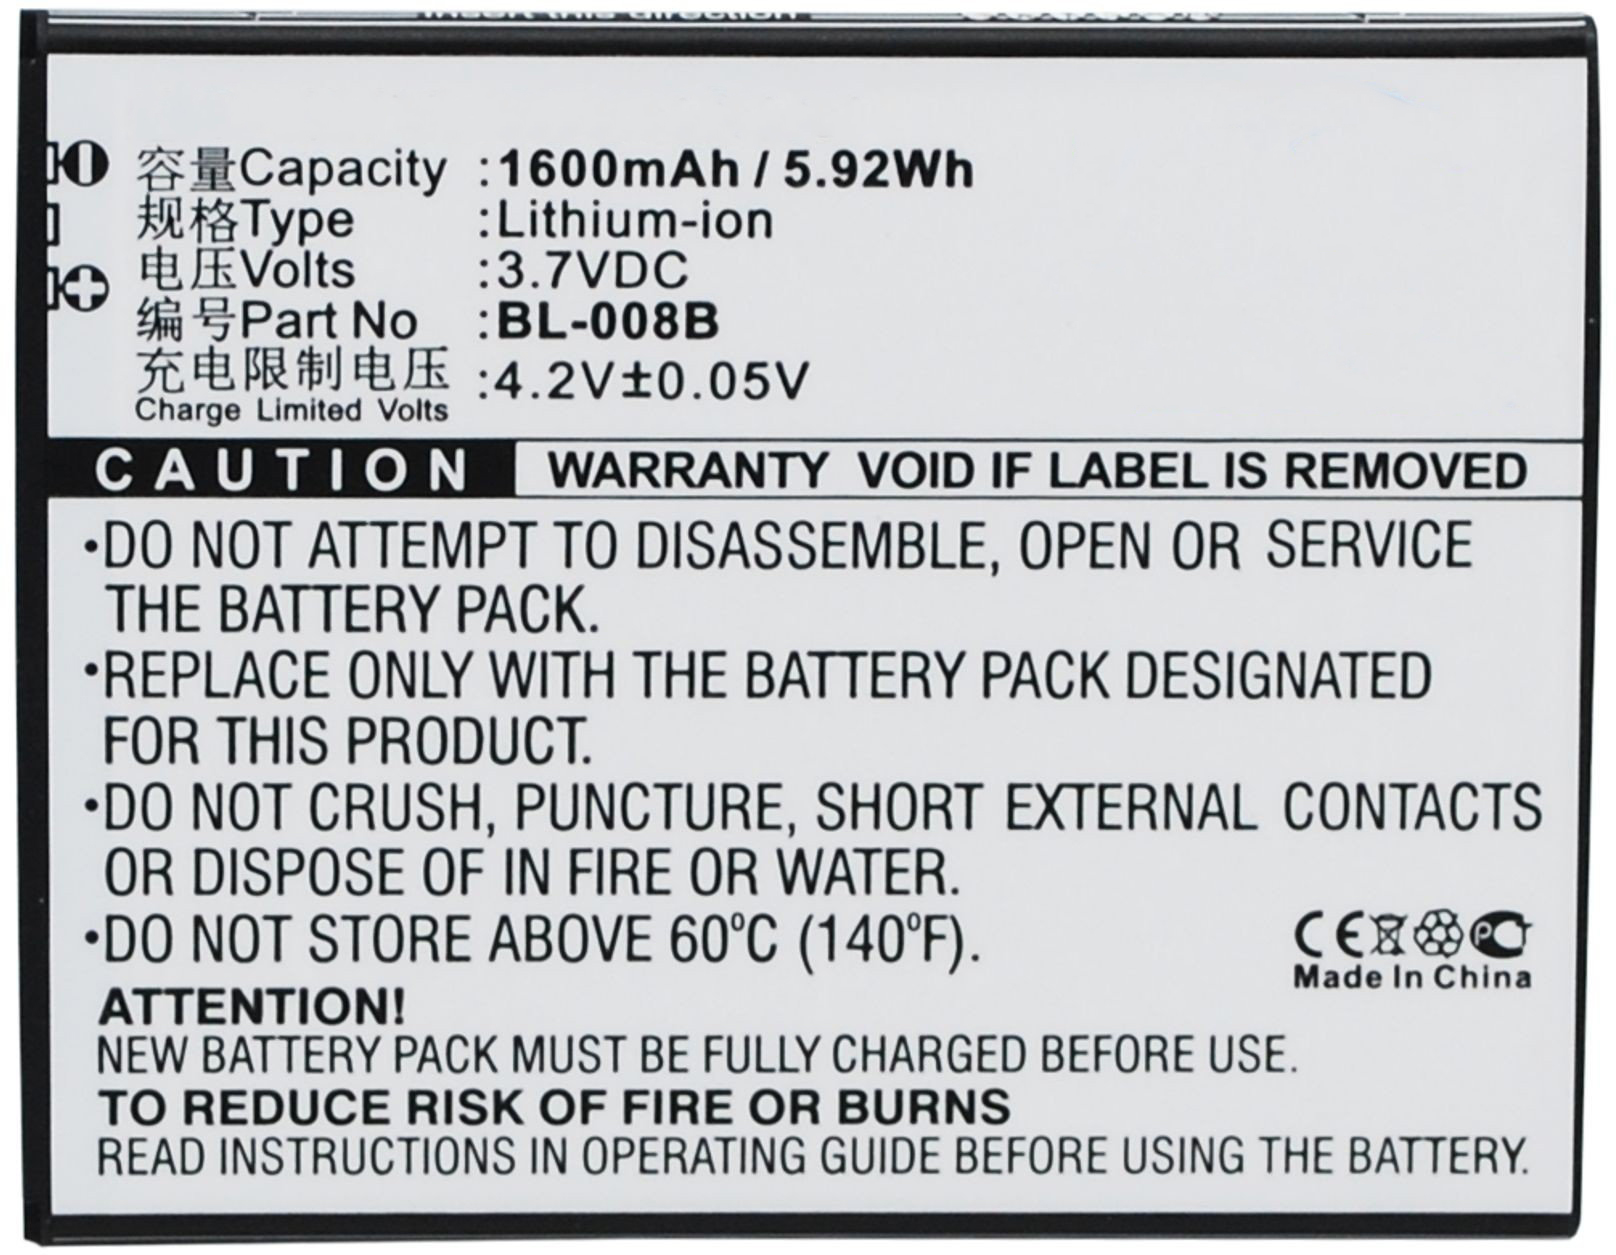 Insert this direction
容量Capacity :1600mAh / 5.92Wh
规格Type :Lithium-ion
电压Volts :3.7VDC
编号Part No :BL-008B
充电限制电压 :4.2V±0.05V
Charge Limited Volts
CAUTION WARRANTY VOID IF LABEL IS REMOVED
•DO NOT ATTEMPT TO DISASSEMBLE, OPEN OR SERVICE
THE BATTERY PACK.
•REPLACE ONLY WITH THE BATTERY PACK DESIGNATED
FOR THIS PRODUCT.
•DO NOT CRUSH, PUNCTURE, SHORT EXTERNAL CONTACTS
OR DISPOSE OF IN FIRE OR WATER.
•DO NOT STORE ABOVE 60°C (140°F).
CE PC
Made In China
ATTENTION!
NEW BATTERY PACK MUST BE FULLY CHARGED BEFORE USE.
TO REDUCE RISK OF FIRE OR BURNS
READ INSTRUCTIONS IN OPERATING GUIDE BEFORE USING THE BATTERY.